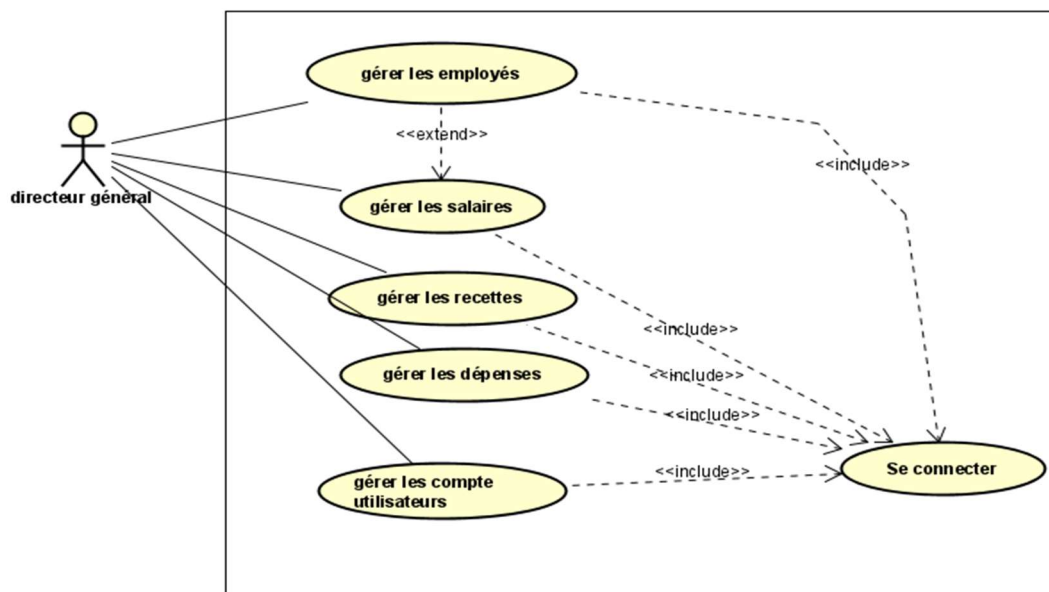 gérer les employés
<<extend>>
<<include>>
directeur général
gérer les salaires
gérer les recettes
<<include>>
gérer les dépenses
<<include>>
<<include>>
gérer les compte
utilisateurs
<<include>>
Se connecter